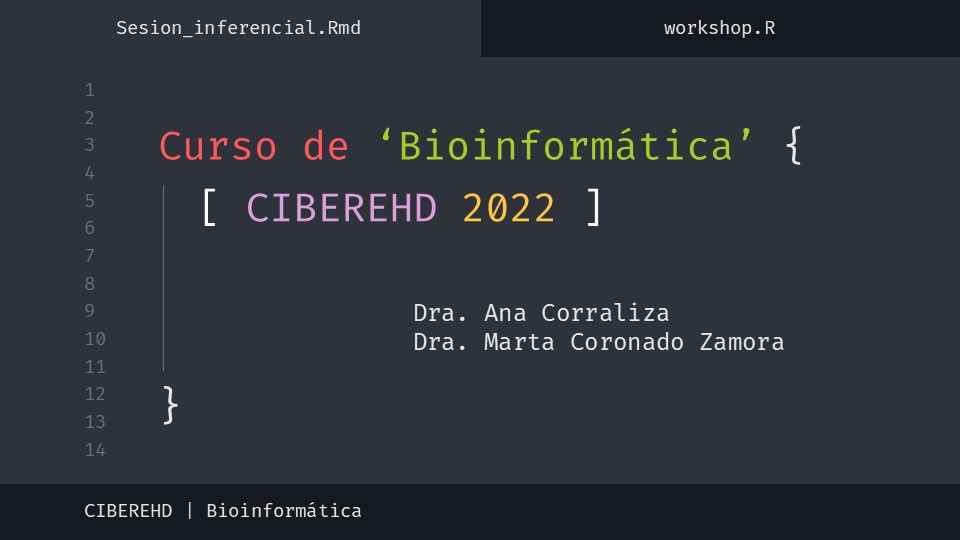 Sesion_inferencial.Rmd
workshop.R
1
2
3
Curso de ‘Bioinformática’ {
4
5
[ CIBEREHD 2022 ]
6
7
8
9
Dra. Ana Corraliza
10
Dra. Marta Coronado Zamora
11
12
}
13
14
CIBEREHD | Bioinformática